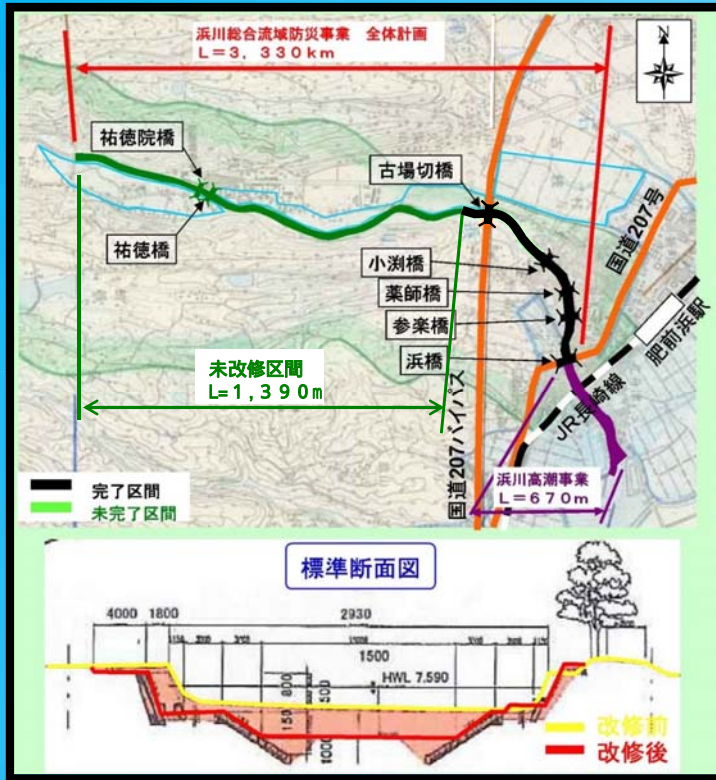 浜川総合流域防災事業 全体計画
L=3,330km
N
祐徳院橋
古場切橋
国道207号
祐徳橋
小渕橋
薬師橋
参楽橋
肥前浜駅
浜橋
未改修区間
L=1,390m
JR長崎線
国道207バイパス
浜川高潮事業
L=670m
完了区間
未完了区間
標準断面図
4000 1800 2930
1500
HWL 7.590
800
500
150
1000
改修前
改修後